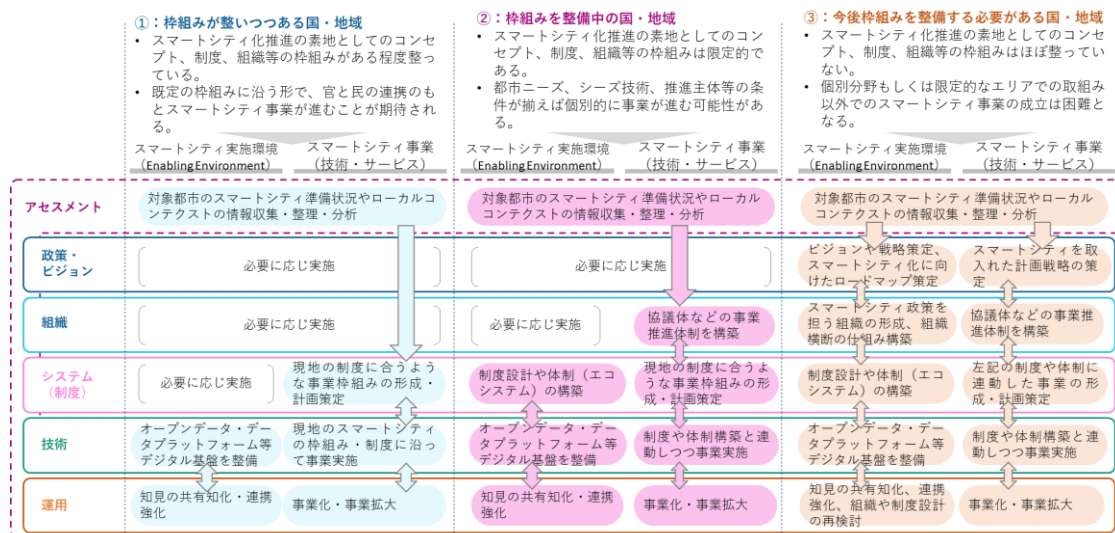 ①：枠組みが整いつつある国・地域
• スマートシティ化推進の素地としてのコンセ
プト、制度、組織等の枠組みがある程度整っ
ている。
• 既定の枠組みに沿う形で、官と民の連携のも
とスマートシティ事業が進むことが期待され
る。
スマートシティ実施環境
（Enabling Environment）
スマートシティ事業
（技術・サービス）
②：枠組みを整備中の国・地域
• スマートシティ化推進の素地としてのコン
セプト、制度、組織等の枠組みは限定的で
ある。
• 都市ニーズ、シーズ技術、推進主体等の条
件が揃えば個別的に事業が進む可能性があ
る。
スマートシティ実施環境
（Enabling Environment）
スマートシティ事業
（技術・サービス）
③：今後枠組みを整備する必要がある国・地域
• スマートシティ化推進の素地としてのコンセ
プト、制度、組織等の枠組みはほぼ整ってい
ない。
• 個別分野もしくは限定的なエリアでの取組み
以外でのスマートシティ事業の成立は困難と
なる。
スマートシティ実施環境
（Enabling Environment）
スマートシティ事業
（技術・サービス）
アセスメント
対象都市のスマートシティ準備状況やローカル
コンテクストの情報収集・整理・分析
対象都市のスマートシティ準備状況やローカル
コンテクストの情報収集・整理・分析
対象都市のスマートシティ準備状況やローカル
コンテクストの情報収集・整理・分析
政策・
ビジョン
必要に応じ実施
必要に応じ実施
ビジョンや戦略策定、
スマートシティ化に向
けたロードマップ策定
スマートシティを取
入れた計画戦略の策
定
組織
必要に応じ実施
必要に応じ実施
協議体などの事業
推進体制を構築
スマートシティ政策を
担う組織の形成、組織
横断の仕組み構築
協議体などの事業推
進体制を構築
システム
（制度）
必要に応じ実施
現地の制度に合うよう
な事業枠組みの形成・
計画策定
制度設計や体制（エコ
システム）の構築
現地の制度に合うよ
うな事業枠組みの形
成・計画策定
制度設計や体制（エコ
システム）の構築
左記の制度や体制に
連動した事業の形
成・計画策定
技術
オープンデータ・デー
タプラットフォーム等
デジタル基盤を整備
現地のスマートシティ
の枠組み・制度に沿っ
て事業実施
オープンデータ・デー
タプラットフォーム等
デジタル基盤を整備
制度や体制構築と連
動しつつ事業実施
オープンデータ・デー
タプラットフォーム等
デジタル基盤を整備
制度や体制構築と連
動しつつ事業実施
運用
知見の共有知化・連携
強化
事業化・事業拡大
知見の共有知化・連携
強化
事業化・事業拡大
知見の共有知化、連携
強化、組織や制度設計
の再検討
事業化・事業拡大